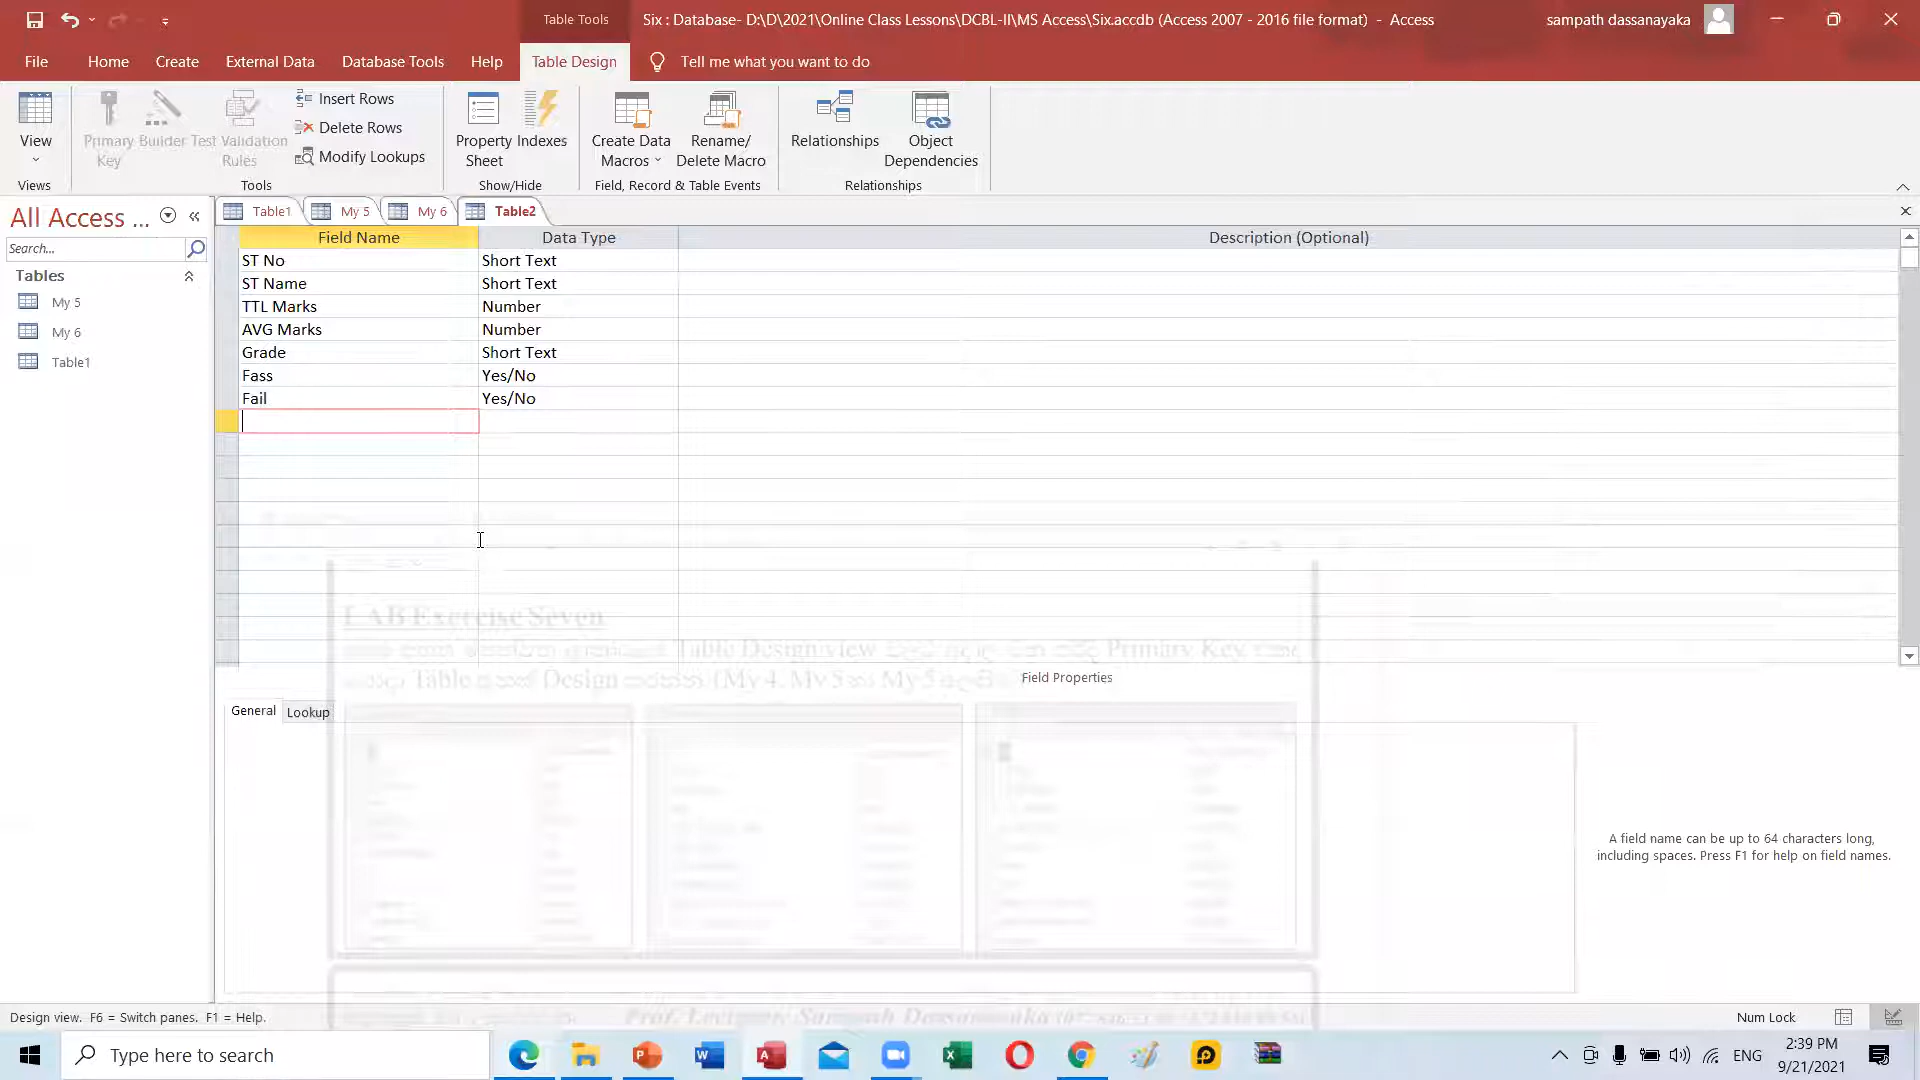 Table Tools
Six : Database- D:\D\2021\Online Class Lessons\DCBL-II\MS Access\Six.accdb (Access 2007 - 2016 file format) - Access
sampath dassanayaka
File
Home
Create
External Data
Database Tools
Help
Table Design
Tell me what you want to do
View
Primary Key
Builder
Test Validation Rules
Insert Rows
Delete Rows
Modify Lookups
Property Sheet
Indexes
Create Data Macros
Rename/ Delete Macro
Relationships
Object Dependencies
Views
Tools
Show/Hide
Field, Record & Table Events
Relationships
All Access ...
Table1
My 5
My 6
Table2
Search...
Tables
My 5
My 6
Table1
Field Name
Data Type
Description (Optional)
ST No
Short Text
ST Name
Short Text
TTL Marks
Number
AVG Marks
Number
Grade
Short Text
Fass
Yes/No
Fail
Yes/No
LAB Exercise Seven
Table Design view
Primary Key
Table
Design
(My 4, My 5
My 5
Field Properties
General
Lookup
A field name can be up to 64 characters long,
including spaces. Press F1 for help on field names.
Design view. F6 = Switch panes. F1 = Help.
Num Lock
Type here to search
ENG
2:39 PM
9/21/2021